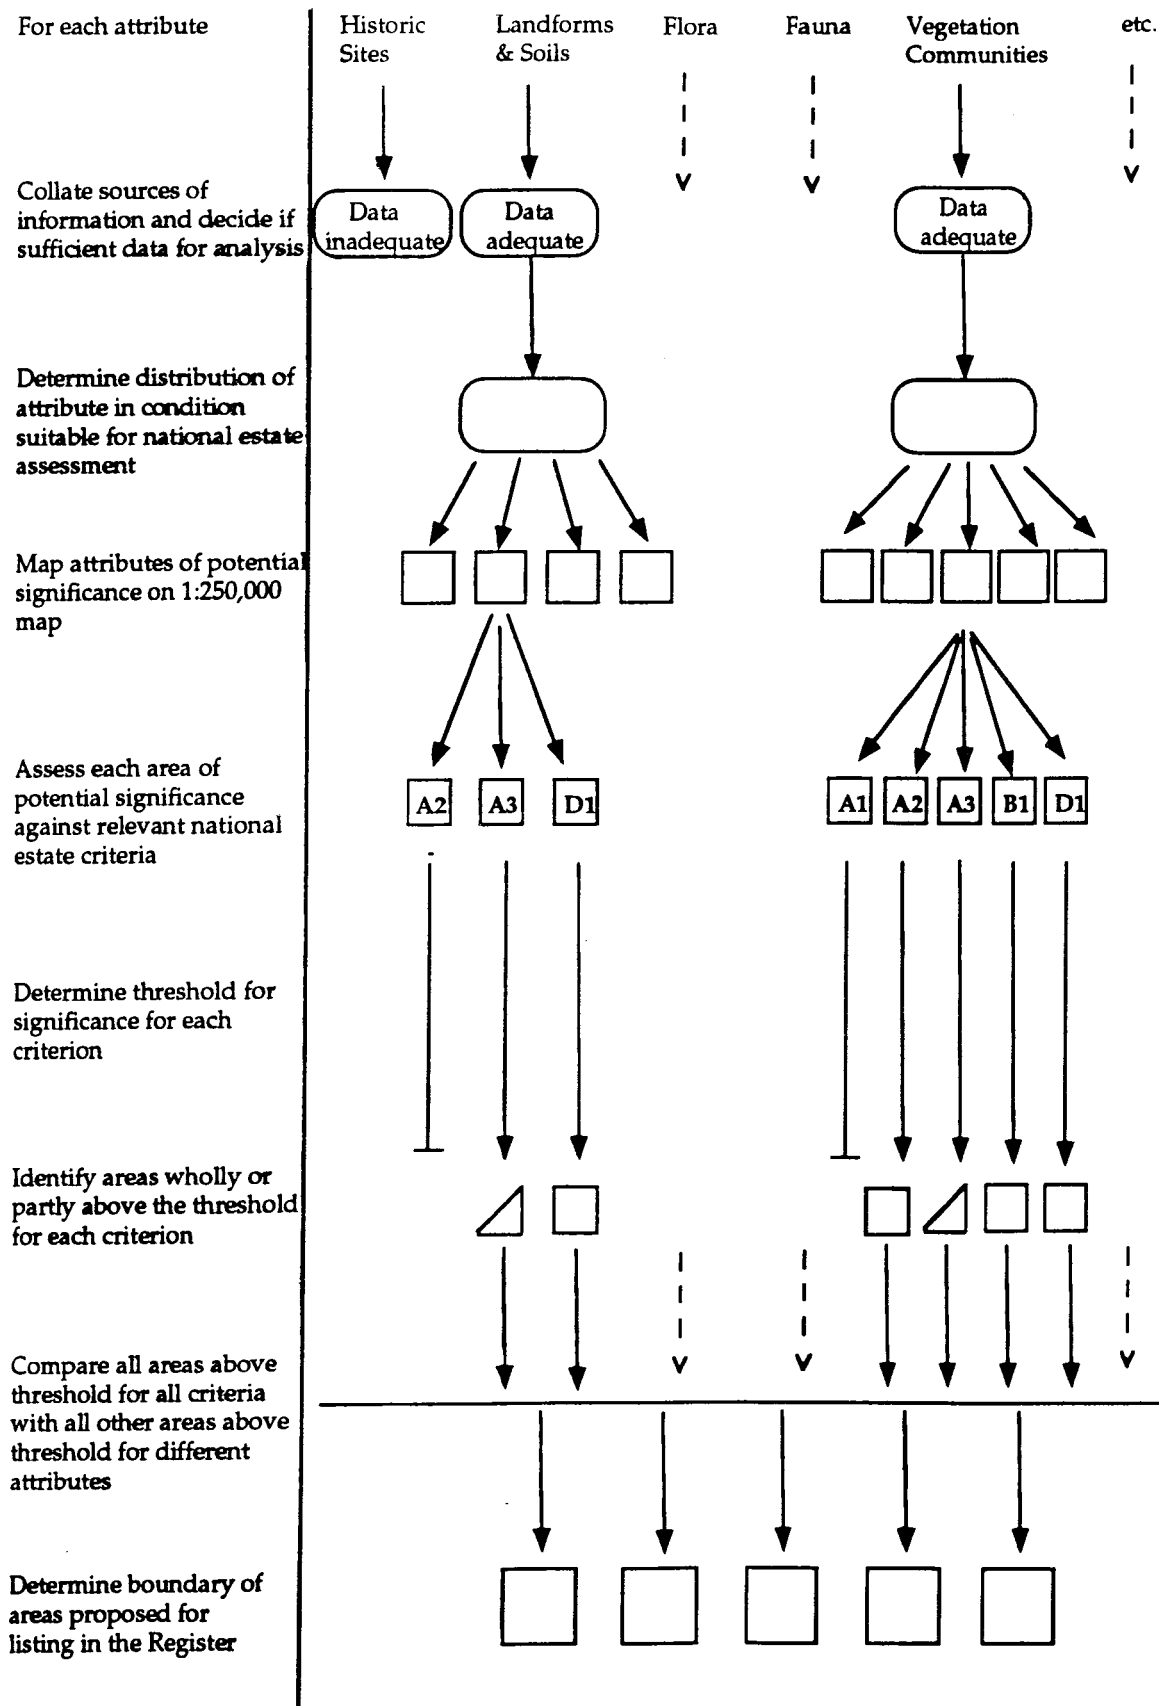 For each attribute
Historic
Sites
Landforms
& Soils
Flora
Fauna
Vegetation
Communities
etc.
Collate sources of
information and decide if
sufficient data for analysis
Data
inadequate
Data
adequate
Data
adequate
Determine distribution of
attribute in condition
suitable for national estate
assessment
Map attributes of potential
significance on 1:250,000
map
Assess each area of
potential significance
against relevant national
estate criteria
A2
A3
D1
A1
A2
A3
B1
D1
Determine threshold for
significance for each
criterion
Identify areas wholly or
partly above the threshold
for each criterion
Compare all areas above
threshold for all criteria
with all other areas above
threshold for different
attributes
Determine boundary of
areas proposed for
listing in the Register